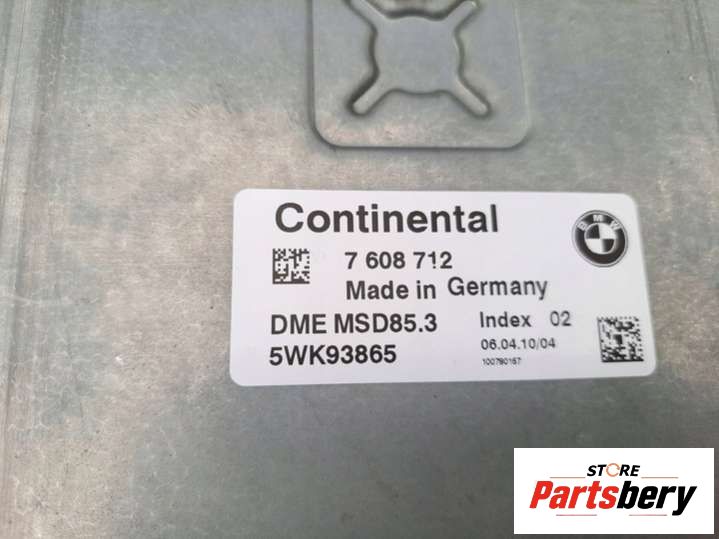 Continental
BMW
7 608 712
Made in Germany
DME MSD85.3 Index 02
5WK93865 06.04.10/04
100790167
STORE
Partsbery